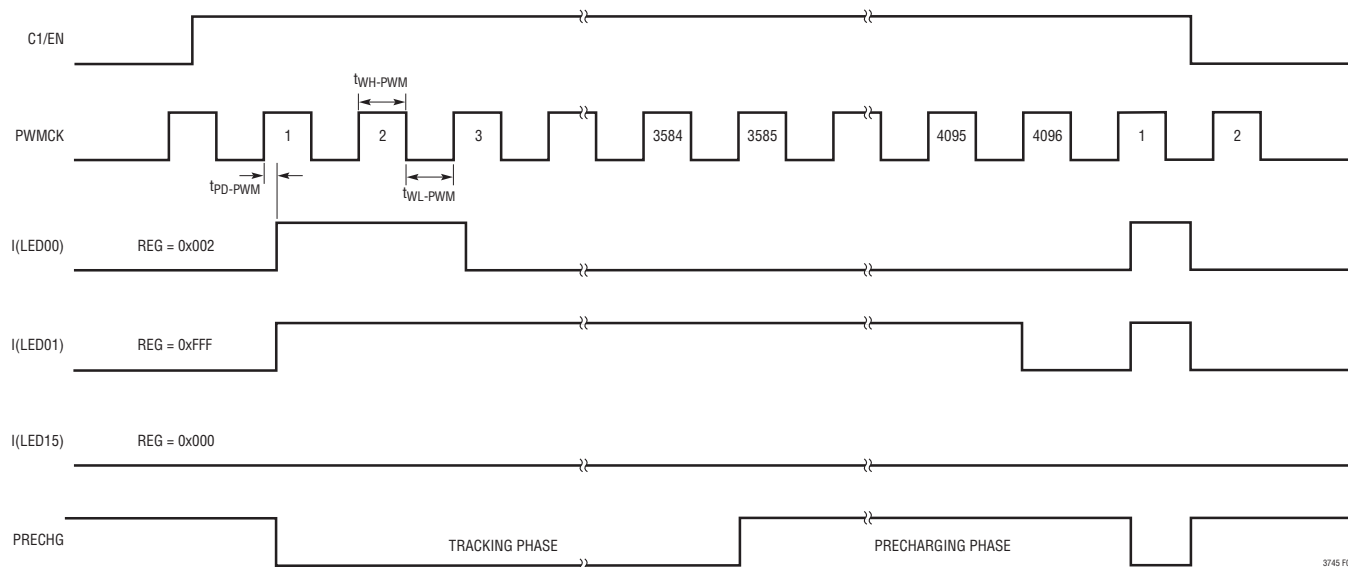 C1/EN
tWH-PWM
PWMCK
1 2 3 3584 3585 4095 4096 1 2
tPD-PWM
tWL-PWM
I(LED00) REG = 0x002
I(LED01) REG = 0xFFF
I(LED15) REG = 0x000
PRECHG
TRACKING PHASE PRECHARGING PHASE